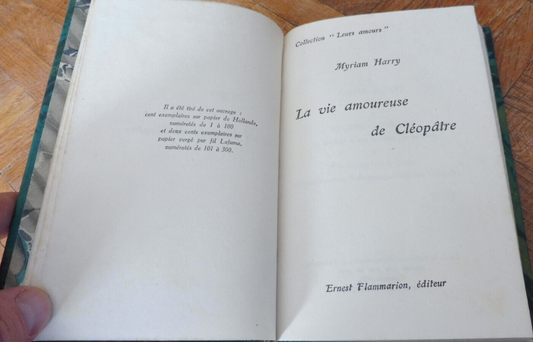 Il a été tiré de cet ouvrage :
cent exemplaires sur papier de Hollande,
numérotés de 1 à 100
et deux cents exemplaires sur
papier vergé pur fil Lafuma,
numérotés de 101 à 300.
Collection "Leurs amours"
Myriam Harry
La vie amoureuse
de Cléopâtre
Ernest Flammarion, éditeur